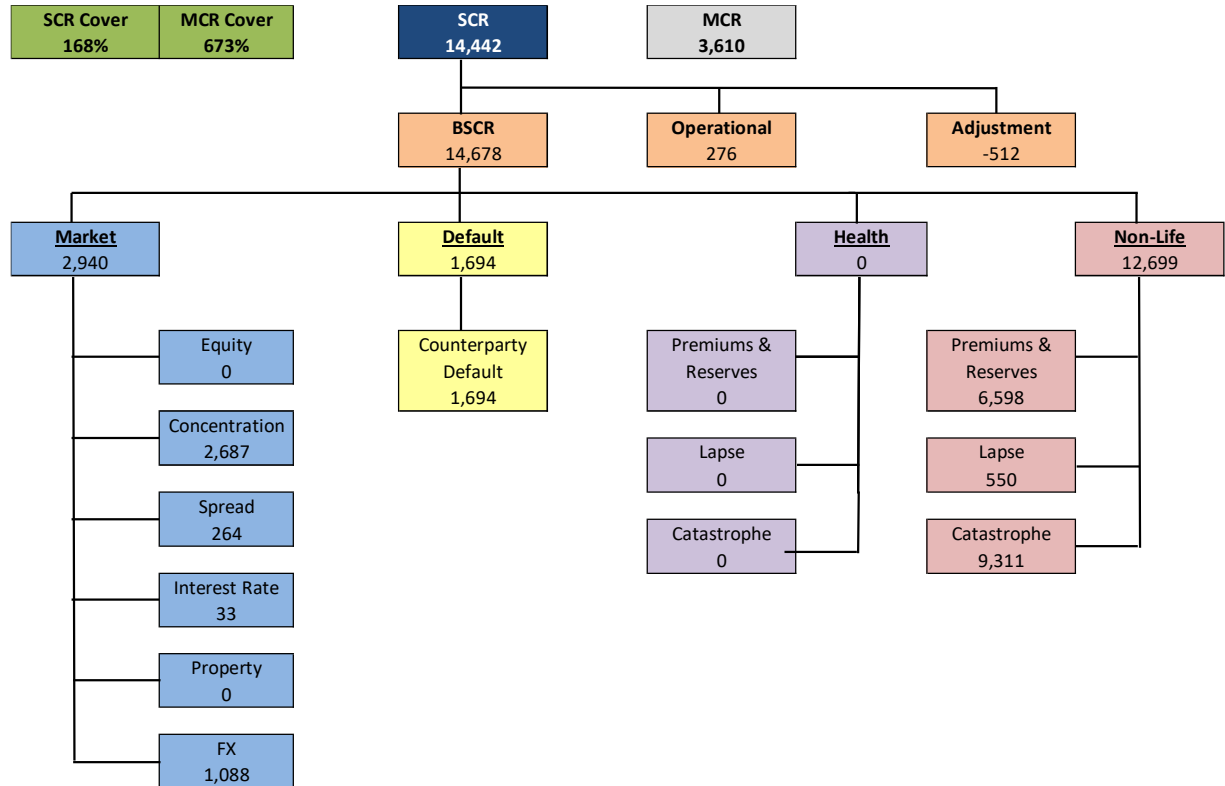 SCR Cover
168%
MCR Cover
673%
SCR
14,442
MCR
3,610
BSCR
14,678
Operational
276
Adjustment
-512
Market
2,940
Default
1,694
Health
0
Non-Life
12,699
Equity
0
Concentration
2,687
Spread
264
Interest Rate
33
Property
0
FX
1,088
Counterparty
Default
1,694
Premiums &
Reserves
0
Lapse
0
Catastrophe
0
Premiums &
Reserves
6,598
Lapse
550
Catastrophe
9,311